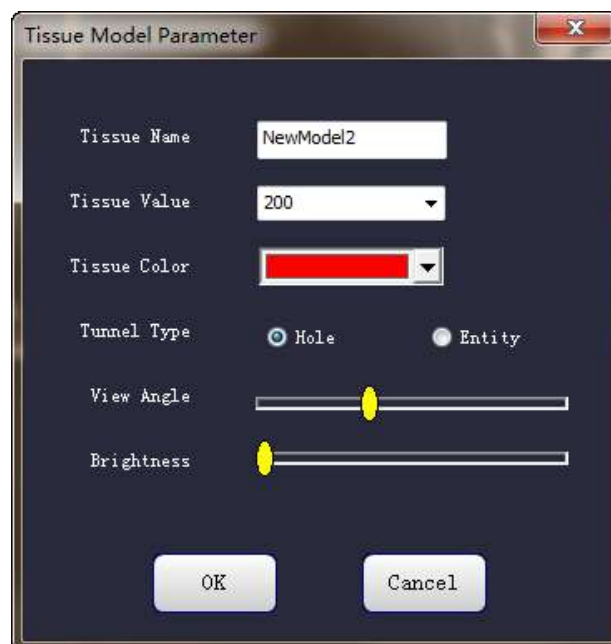 Tissue Model Parameter
Tissue Name NewModel2
Tissue Value 200
Tissue Color
Tunnel Type Hole Entity
View Angle
Brightness
OK Cancel